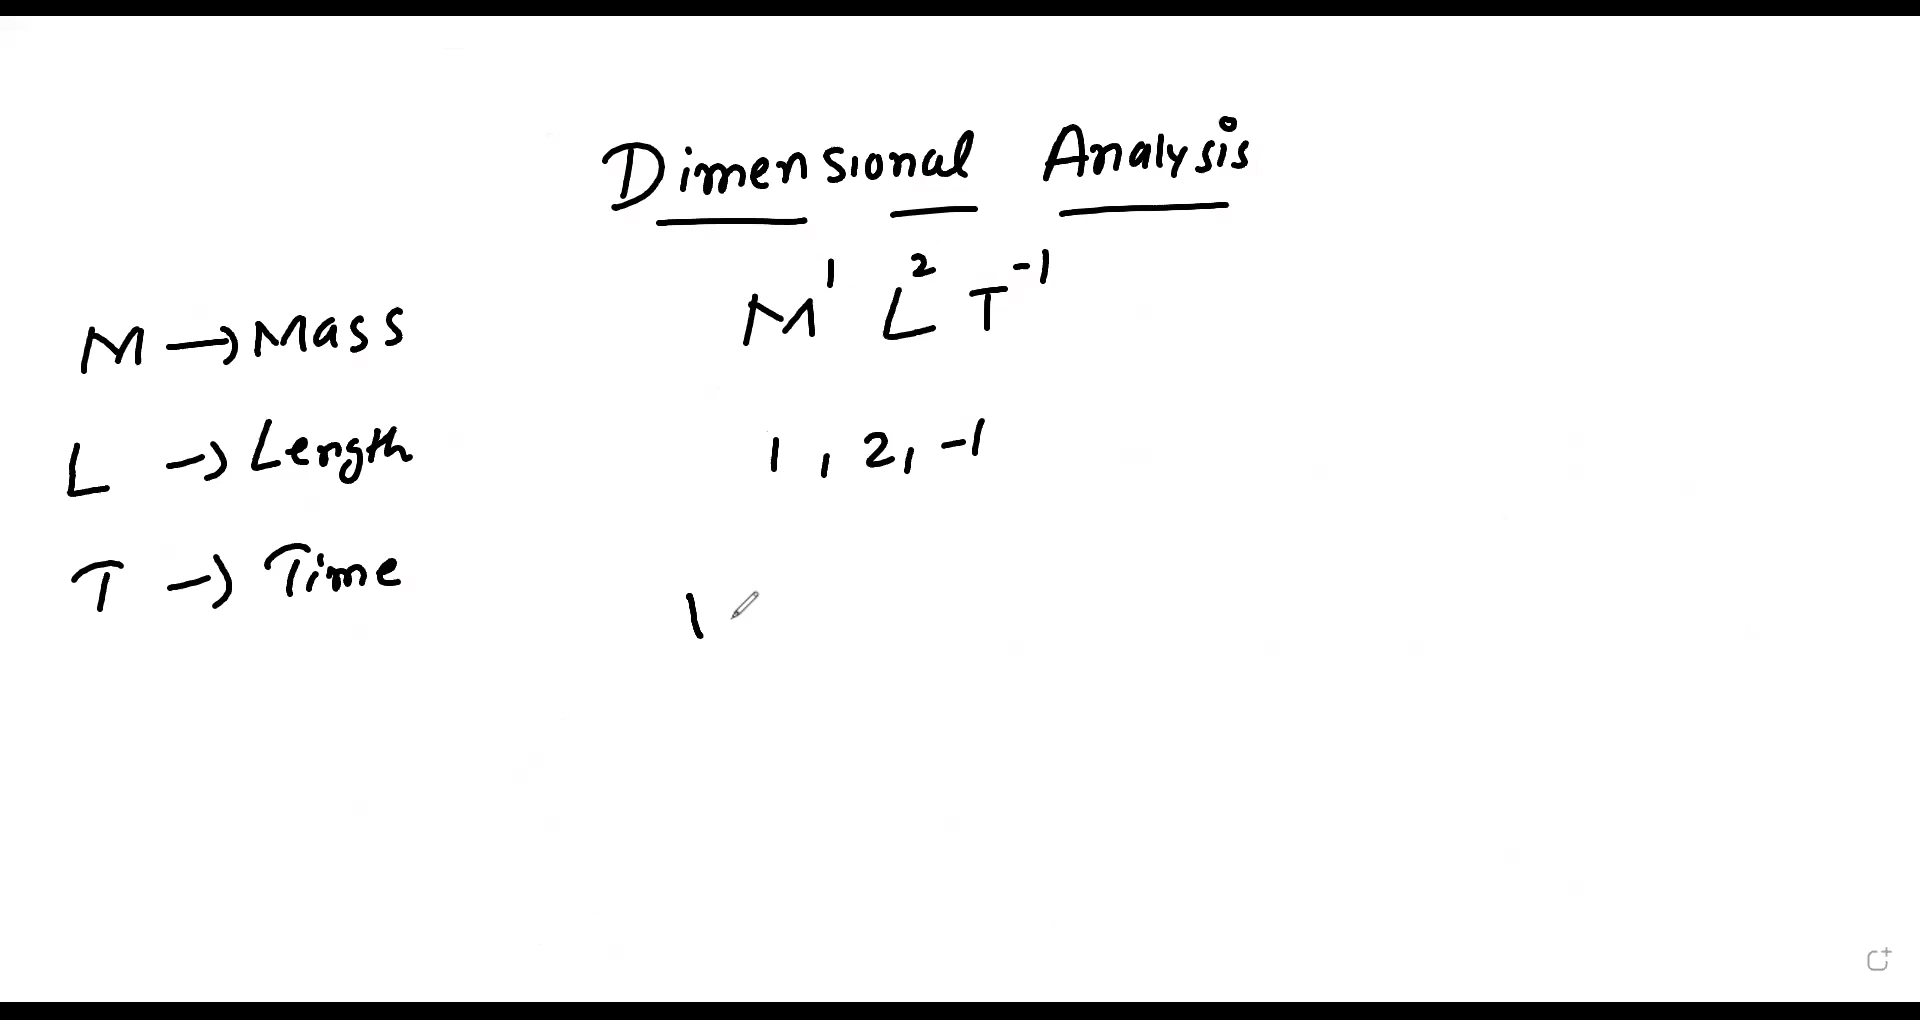 Dimensional Analysis
M¹ L² T⁻¹
M → Mass
1 , 2, -1
L → Length
T → Time
1